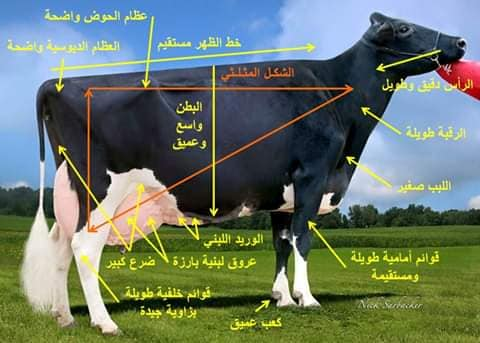 عظام الحوض واضحة
العظام الدبوسية واضحة
خط الظهر مستقيم
الشكل المثلثي
الرأس دقيق وطويل
البطن
واسع
وعميق
الرقبة طويلة
اللبب صغير
الوريد اللبني
عروق لبنية بارزة
ضرع كبير
قوائم أمامية طويلة
ومستقيمة
قوائم خلفية طويلة
بزاوية جيدة
كعب عميق
Nick Sarbacker